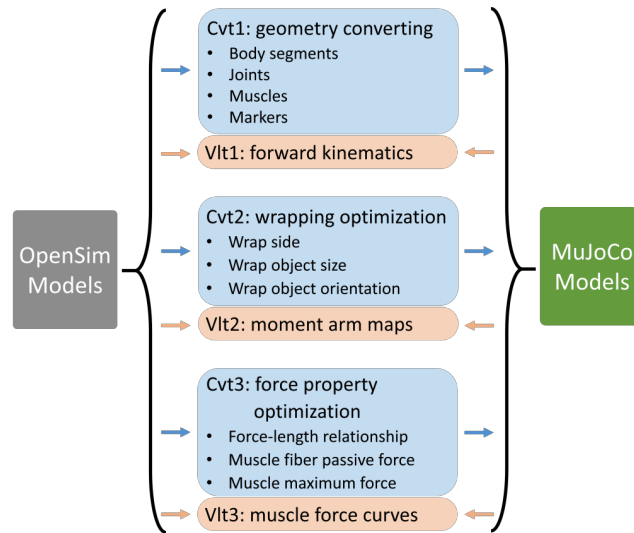 OpenSim
Models
Cvt1: geometry converting
• Body segments
• Joints
• Muscles
• Markers
Vlt1: forward kinematics
Cvt2: wrapping optimization
• Wrap side
• Wrap object size
• Wrap object orientation
Vlt2: moment arm maps
Cvt3: force property
optimization
• Force-length relationship
• Muscle fiber passive force
• Muscle maximum force
Vlt3: muscle force curves
MuJoCo
Models